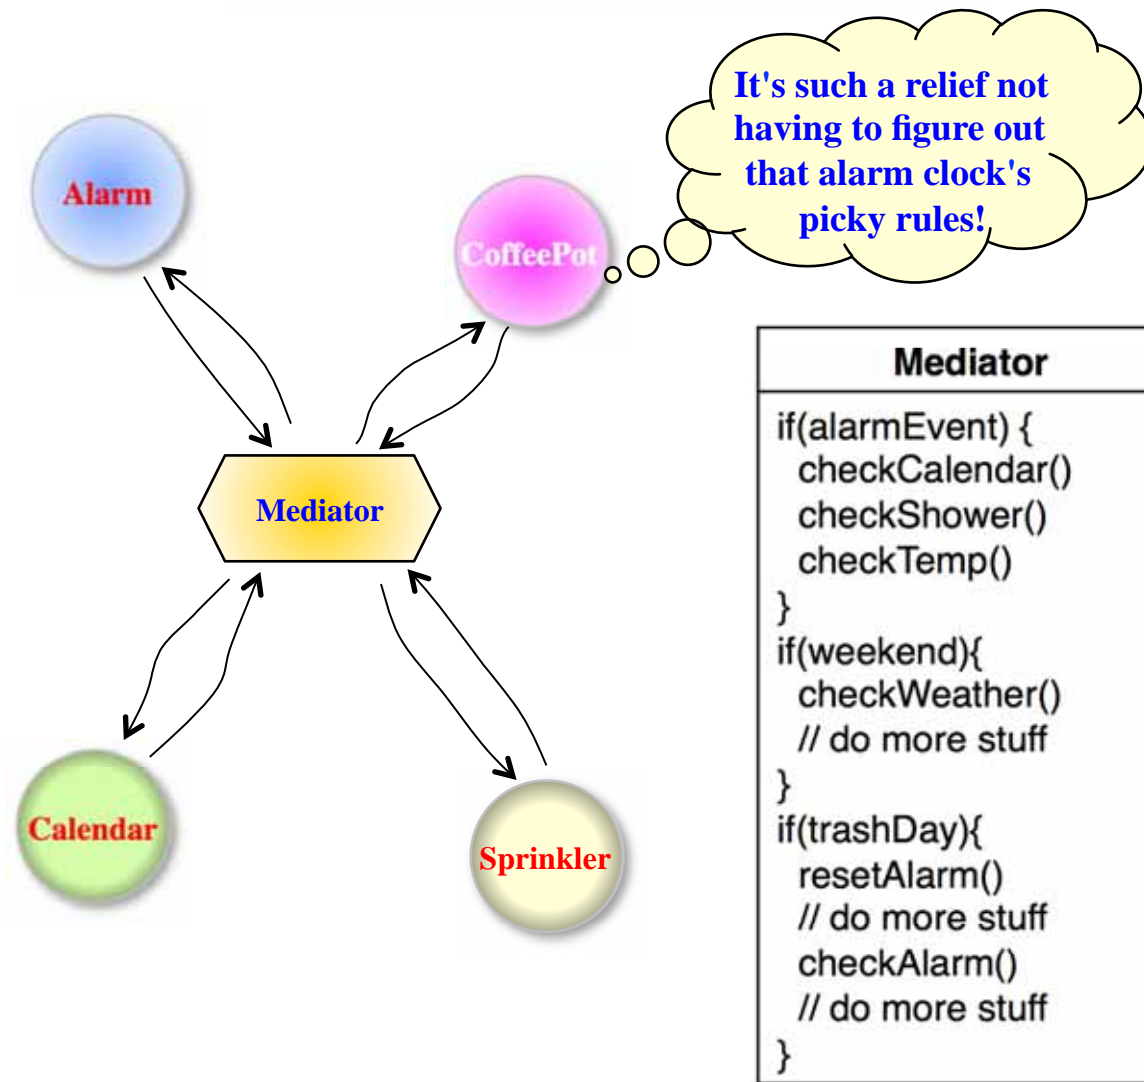 It's such a relief not
having to figure out
that alarm clock's
picky rules!
Alarm
CoffeePot
Mediator
Calendar
Sprinkler
Mediator
if(alarmEvent) {
checkCalendar()
checkShower()
checkTemp()
}
if(weekend){
checkWeather()
// do more stuff
}
if(trashDay){
resetAlarm()
// do more stuff
checkAlarm()
// do more stuff
}